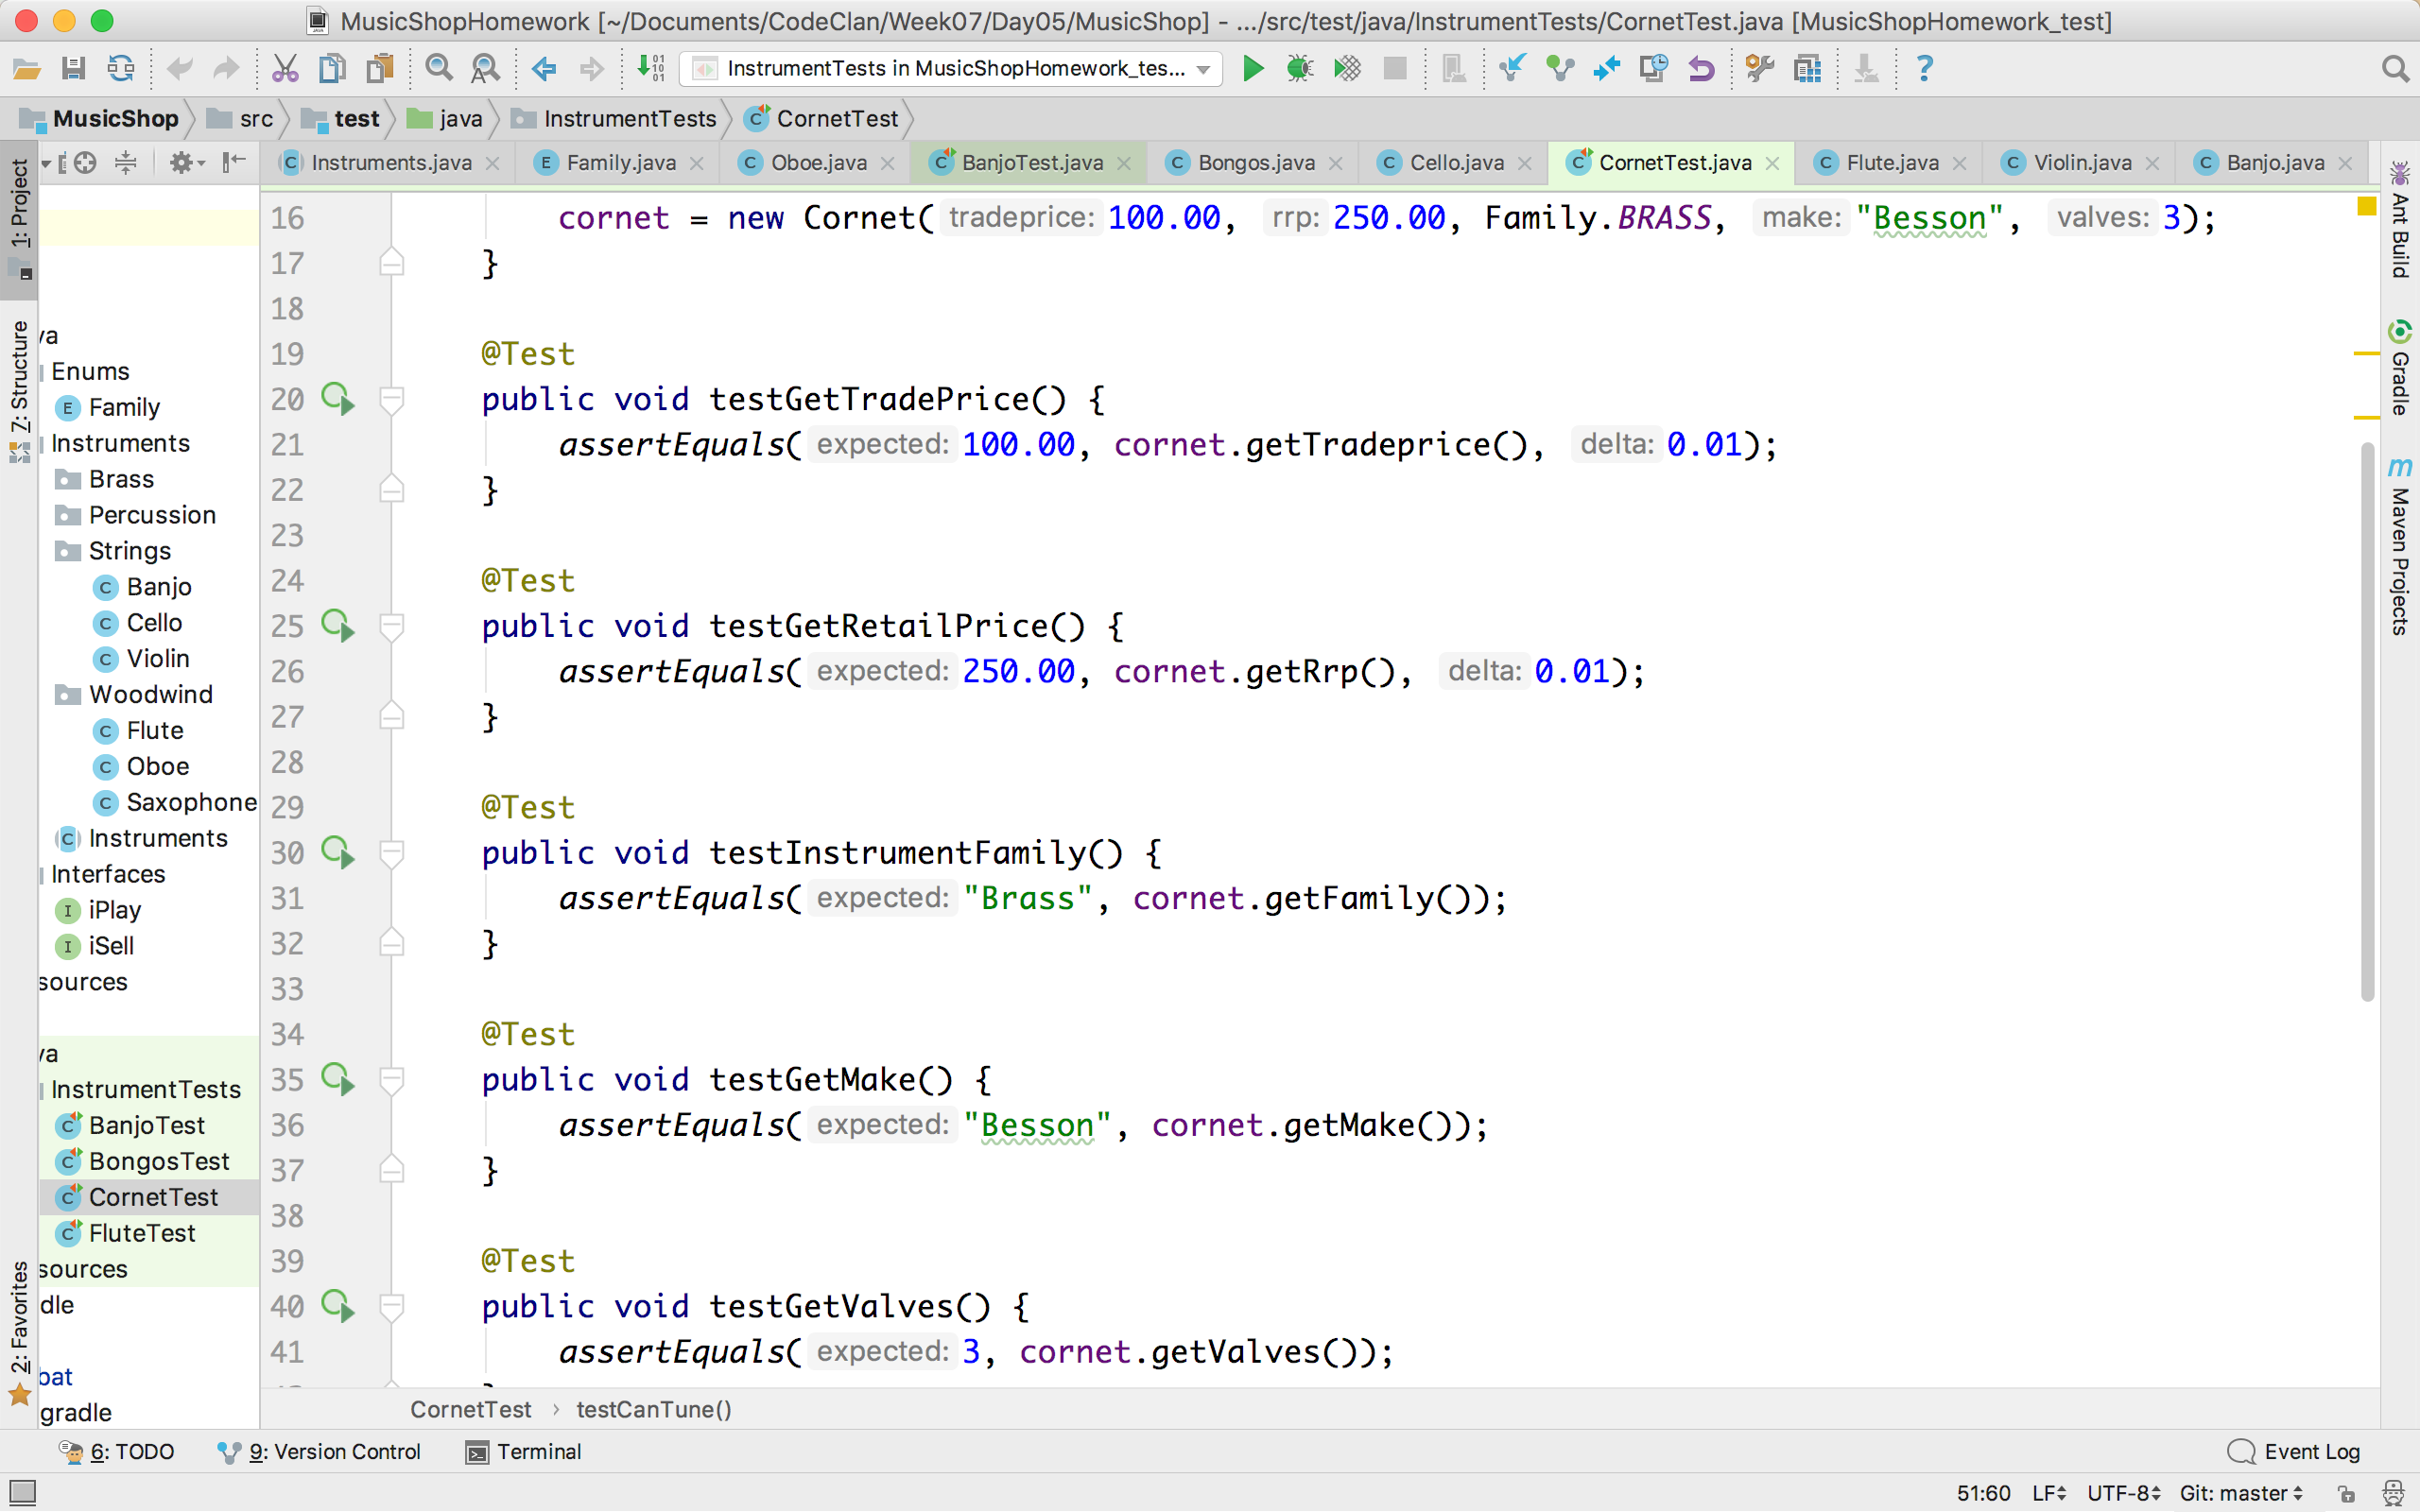 MusicShopHomework [~/Documents/CodeClan/Week07/Day05/MusicShop] - .../src/test/java/InstrumentTests/CornetTest.java [MusicShopHomework_test]
InstrumentTests in MusicShopHomework_tes...
MusicShop src test java InstrumentTests CornetTest
Instruments.java Family.java Oboe.java BanjoTest.java Bongos.java Cello.java CornetTest.java Flute.java Violin.java Banjo.java
1: Project
7: Structure
2: Favorites
va
Enums
Family
Instruments
Brass
Percussion
Strings
Banjo
Cello
Violin
Woodwind
Flute
Oboe
Saxophone
Instruments
Interfaces
iPlay
iSell
sources
va
InstrumentTests
BanjoTest
BongosTest
CornetTest
FluteTest
sources
dle
bat
gradle
16 cornet = new Cornet( tradeprice: 100.00, rrp: 250.00, Family.BRASS, make: "Besson", valves: 3);
17 }
18
19 @Test
20 public void testGetTradePrice() {
21 assertEquals( expected: 100.00, cornet.getTradeprice(), delta: 0.01);
22 }
23
24 @Test
25 public void testGetRetailPrice() {
26 assertEquals( expected: 250.00, cornet.getRrp(), delta: 0.01);
27 }
28
29 @Test
30 public void testInstrumentFamily() {
31 assertEquals( expected: "Brass", cornet.getFamily());
32 }
33
34 @Test
35 public void testGetMake() {
36 assertEquals( expected: "Besson", cornet.getMake());
37 }
38
39 @Test
40 public void testGetValves() {
41 assertEquals( expected: 3, cornet.getValves());
Ant Build
Gradle
Maven Projects
CornetTest › testCanTune()
6: TODO 9: Version Control Terminal Event Log
51:60 LF UTF-8 Git: master